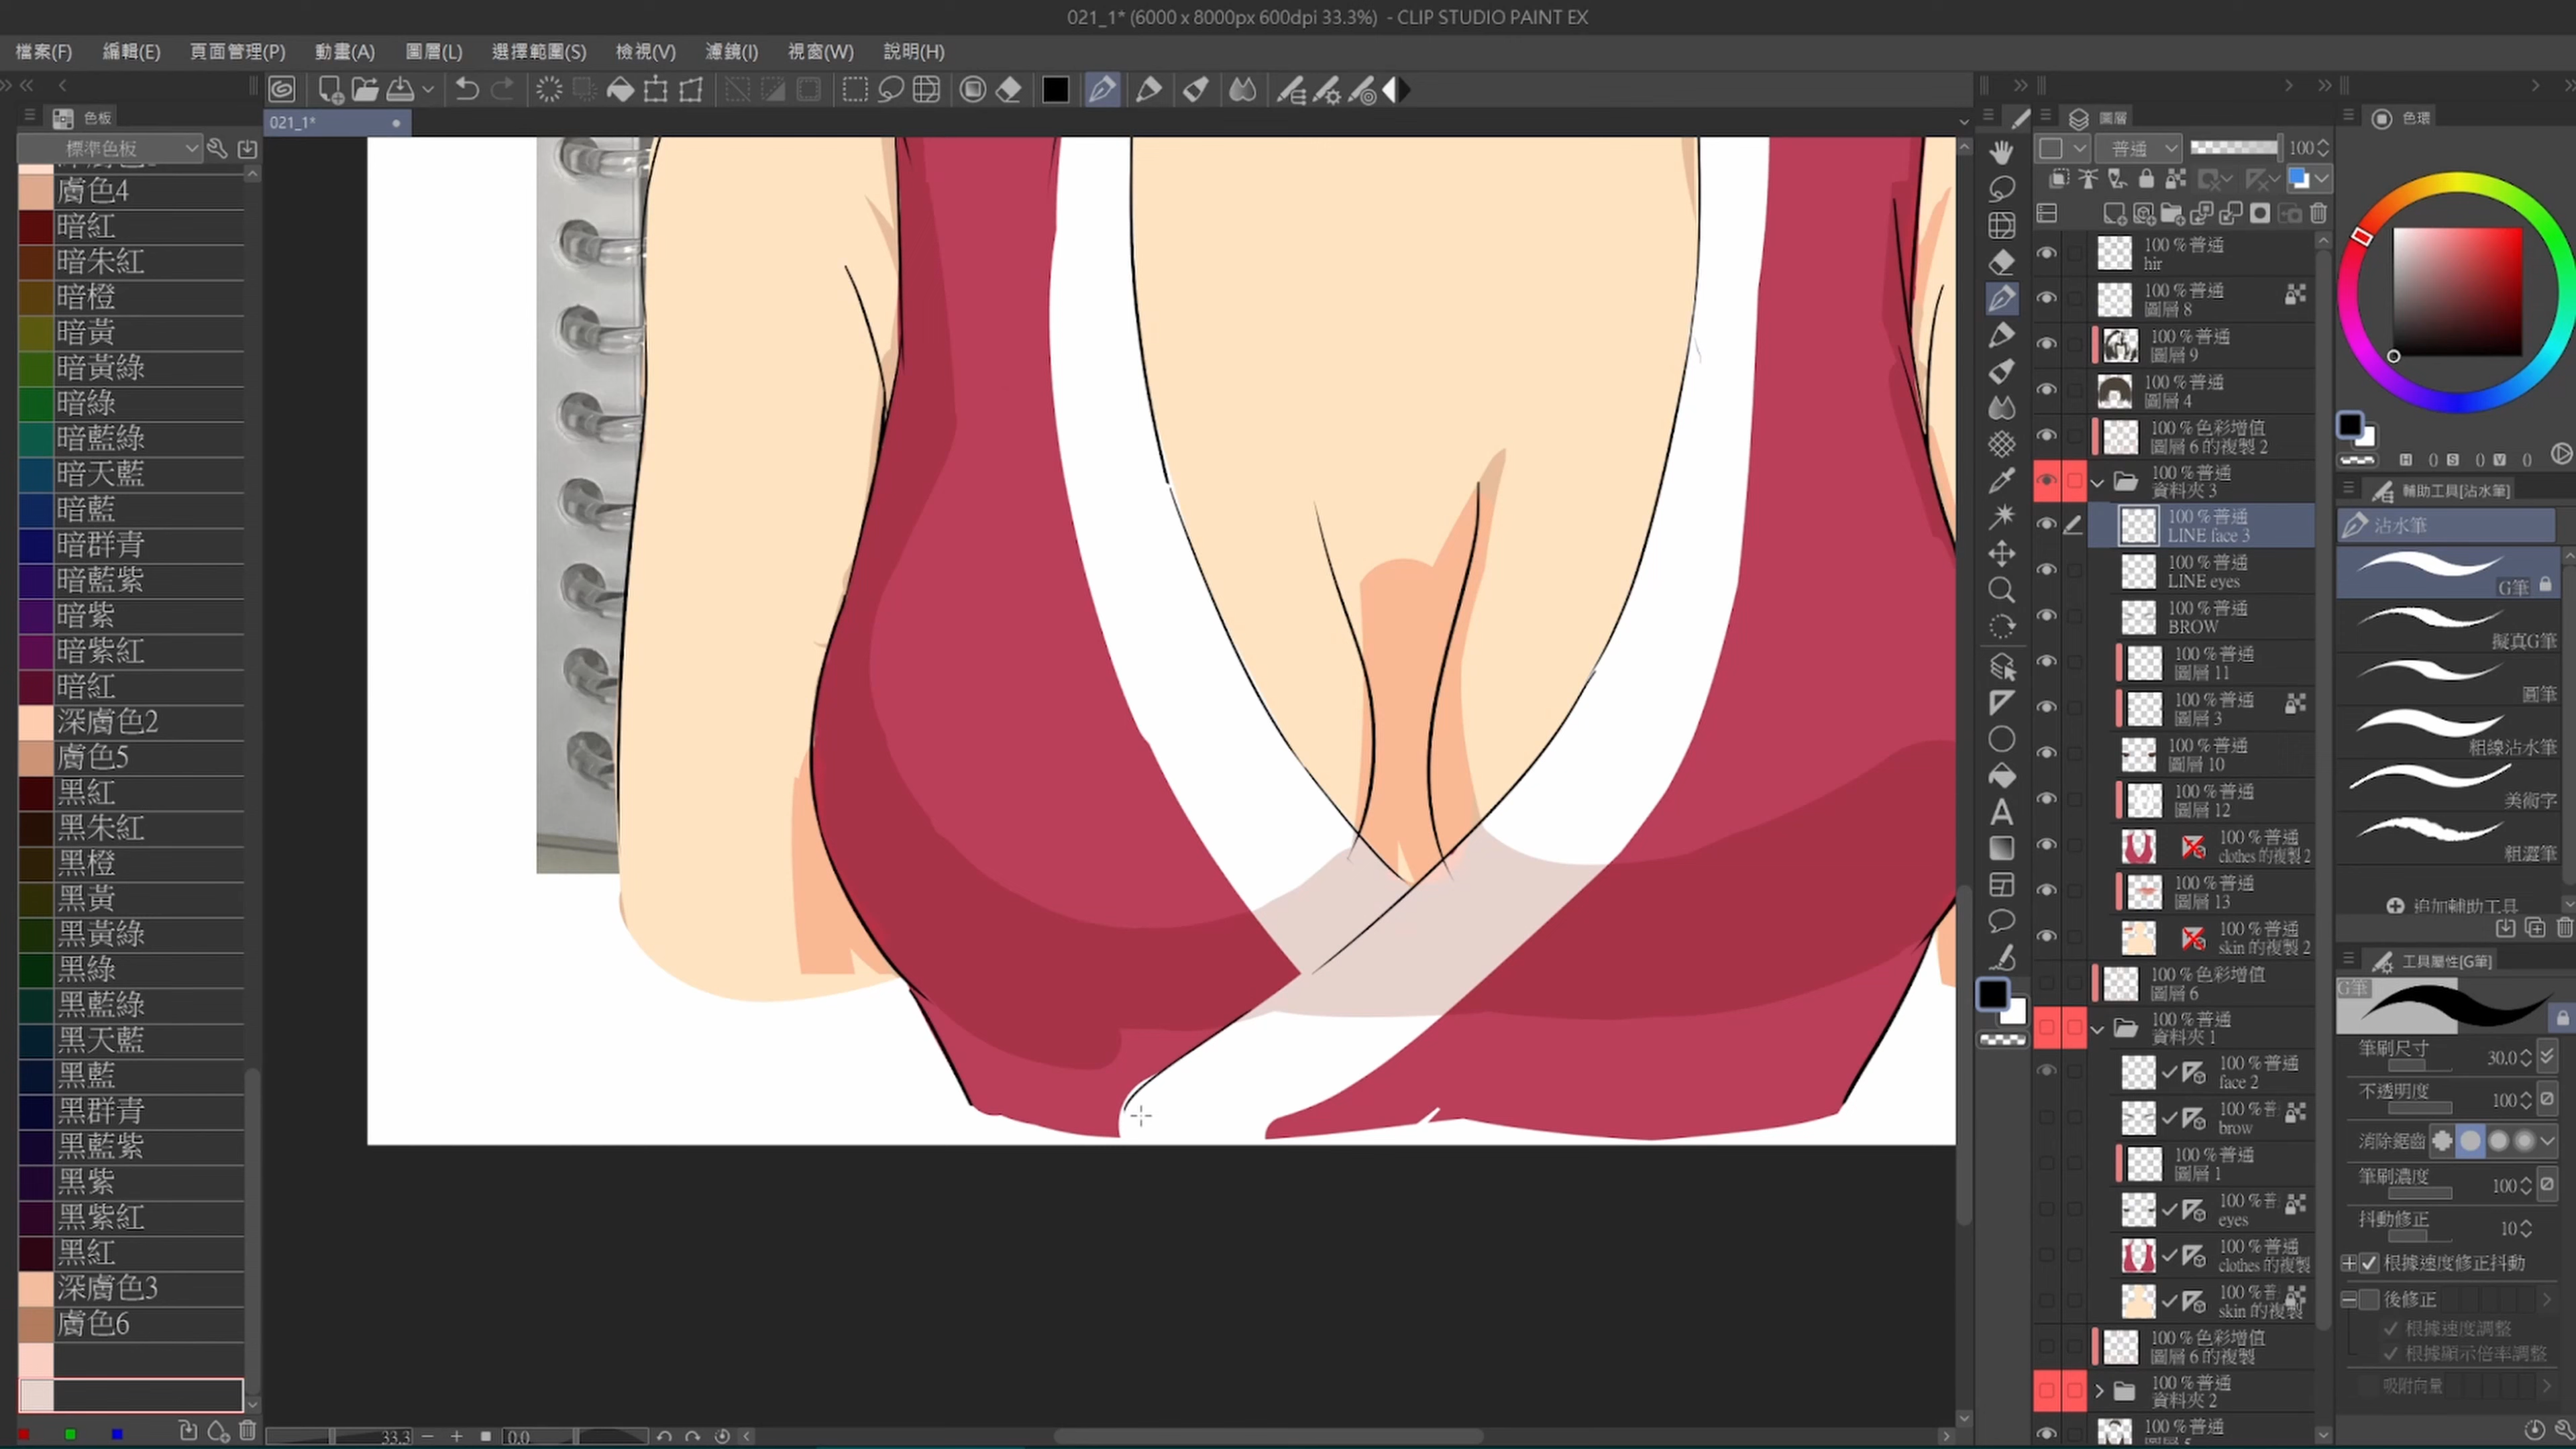 021_1* (6000 x 8000px 600dpi 33.3%) - CLIP STUDIO PAINT EX
檔案(F) 編輯(E) 頁面管理(P) 動畫(A) 圖層(L) 選擇範圍(S) 檢視(V) 濾鏡(I) 視窗(W) 說明(H)
色板
標準色板
膚色4
暗紅
暗朱紅
暗橙
暗黃
暗黃綠
暗綠
暗藍綠
暗天藍
暗藍
暗群青
暗藍紫
暗紫
暗紫紅
暗紅
深膚色2
膚色5
黑紅
黑朱紅
黑橙
黑黃
黑黃綠
黑綠
黑藍綠
黑天藍
黑藍
黑群青
黑藍紫
黑紫
黑紫紅
黑紅
深膚色3
膚色6
021_1*
33.3
0.0
圖層
普通
100
100 %普通
hir
100 %普通
圖層 8
100 %普通
圖層 9
100 %普通
圖層 4
100 %色彩增值
圖層 6 的複製 2
100 %普通
資料夾 3
100 %普通
LINE face 3
100 %普通
LINE eyes
100 %普通
BROW
100 %普通
圖層 11
100 %普通
圖層 3
100 %普通
圖層 10
100 %普通
圖層 12
100 %普通
clothes 的複製 2
100 %普通
圖層 13
100 %普通
skin 的複製 2
100 %色彩增值
圖層 6
100 %普通
資料夾 1
100 %普通
face 2
100 %普
brow
100 %普通
圖層 1
100 %普
eyes
100 %普通
clothes 的複製
100 %普
skin 的複製
100 %色彩增值
圖層 6 的複製
100 %普通
資料夾 2
100 %普通
色環
H 0 S 0 V 0
輔助工具[沾水筆]
沾水筆
G筆
擬真G筆
圓筆
粗線沾水筆
美術字
粗澀筆
追加輔助工具
工具屬性[G筆]
G筆
筆刷尺寸 30.0
不透明度 100
消除鋸齒
筆刷濃度 100
抖動修正 10
根據速度修正抖動
後修正
根據速度調整
根據顯示倍率調整
吸附向量